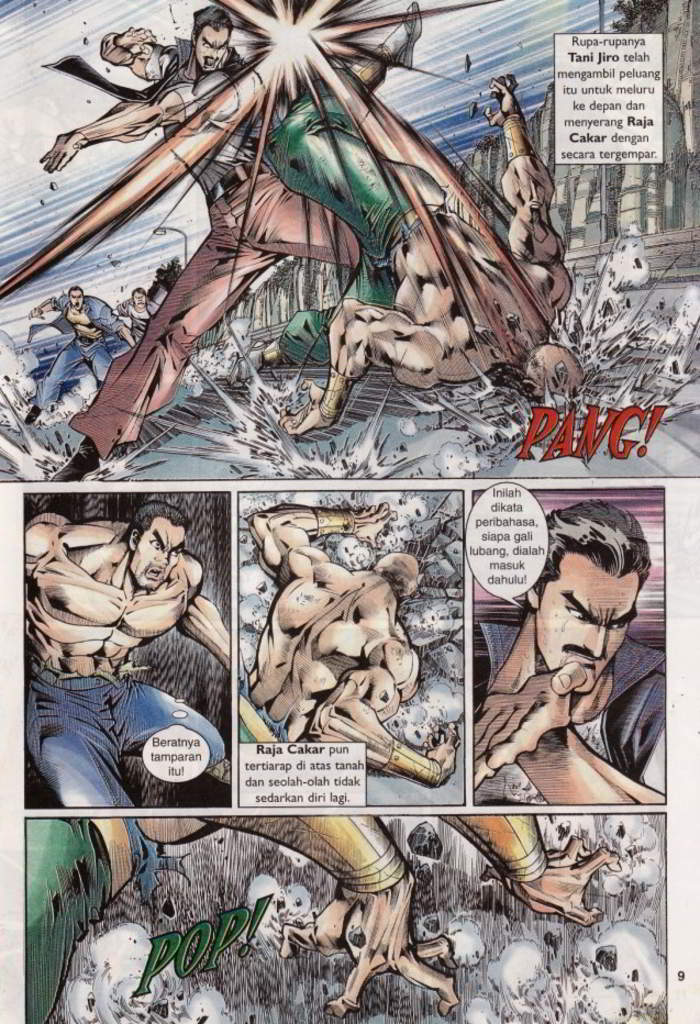 Rupa-rupanya
Tani Jiro telah
mengambil peluang
itu untuk meluru
ke depan dan
menyerang Raja
Cakar dengan
secara tergempar.
PANG!
Beratnya
tamparan
itu!
Raja Cakar pun
tertiarap di atas tanah
dan seolah-olah tidak
sedarkan diri lagi.
Iniiah
dikata
peribahasa,
siapa gali
lubang, dialah
masuk
dahulu!
POP!
9